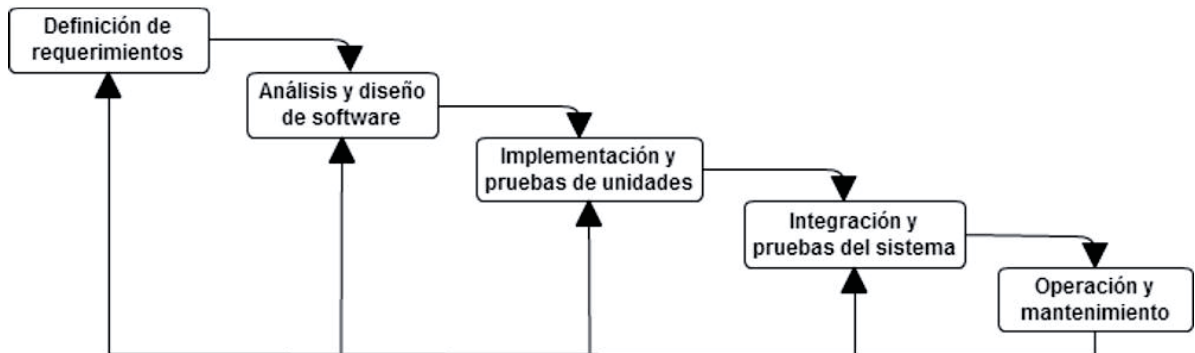 Definición de
requerimientos
Análisis y diseño
de software
Implementación y
pruebas de unidades
Integración y
pruebas del sistema
Operación y
mantenimiento